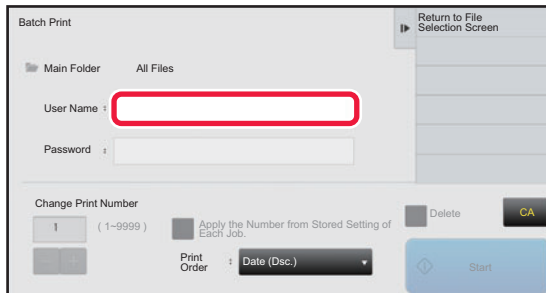 Batch Print
Return to File
Selection Screen
Main Folder
All Files
User Name :
Password :
Change Print Number
1
( 1~9999 )
Apply the Number from Stored Setting of
Each Job.
Delete
CA
Print
Order :
Date (Dsc.)
Start